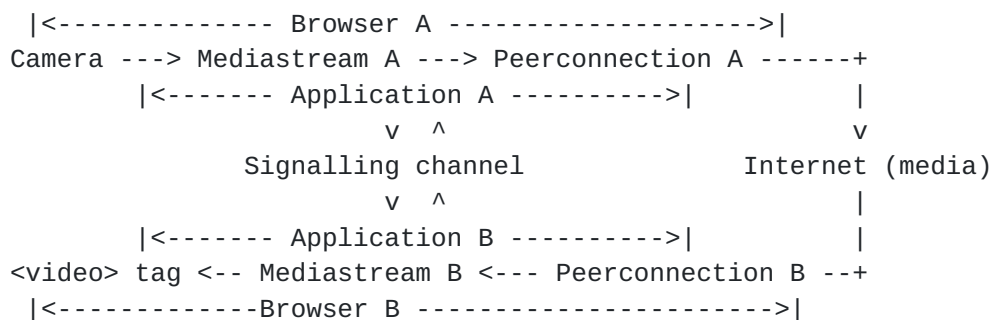 |<-------------- Browser A -------------------->|
Camera ---> Mediastream A ---> Peerconnection A ------+
|<------- Application A ---------->| |
v ^ v
Signalling channel Internet (media)
v ^ |
|<------- Application B ---------->| |
<video> tag <-- Mediastream B <--- Peerconnection B --+
|<-------------Browser B ----------------------->|